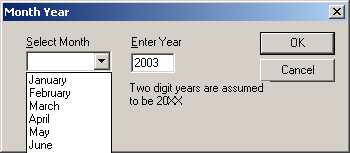 Month Year
Select Month
Enter Year
OK
2003
Cancel
January
February
March
April
May
June
Two digit years are assumed
to be 20XX